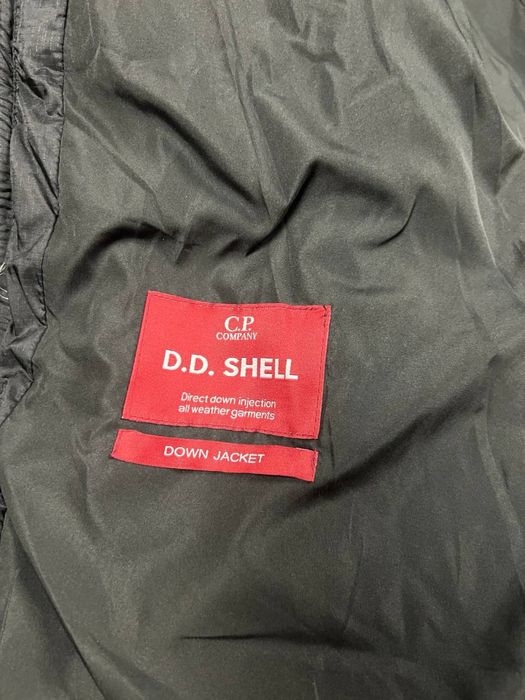 C.P.
COMPANY
D.D. SHELL
Direct down injection
all weather garments
DOWN JACKET